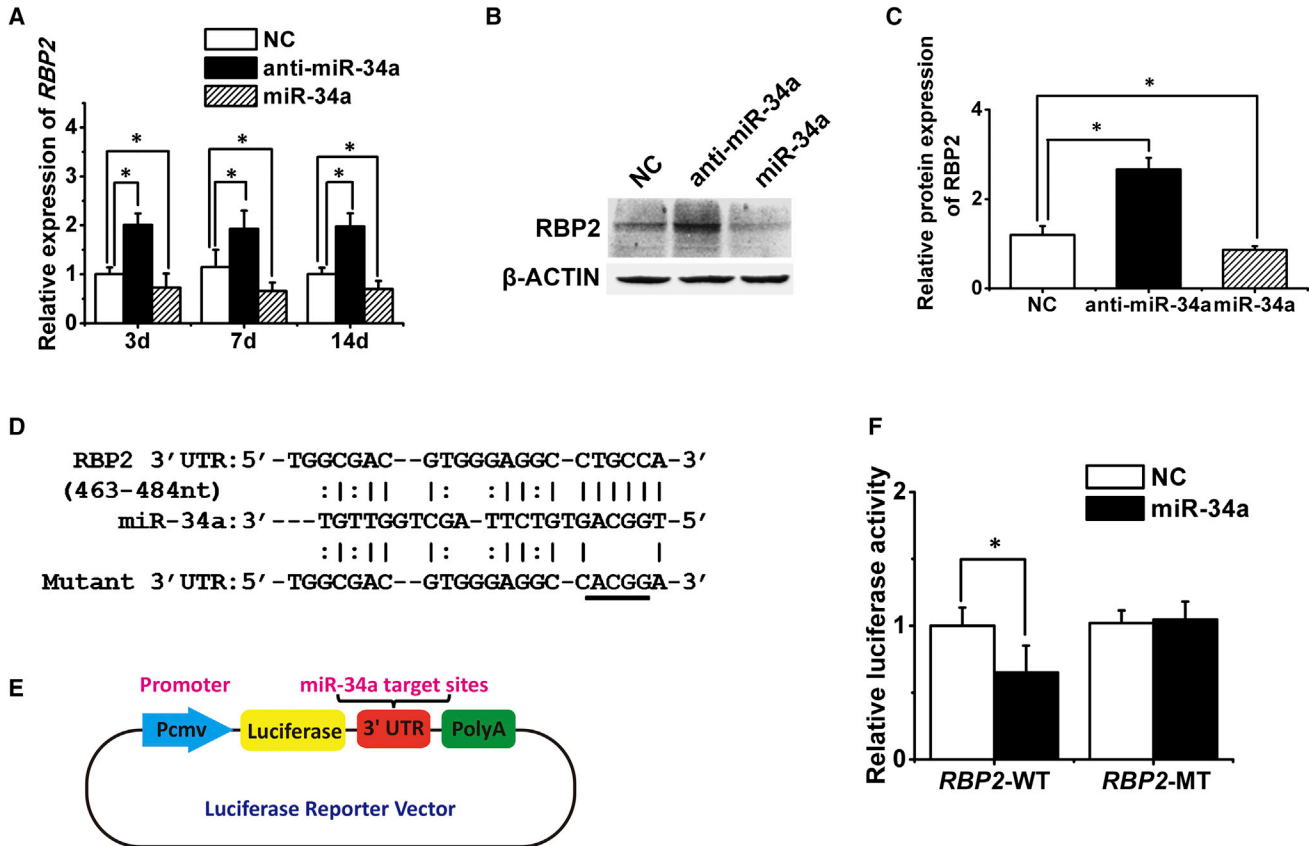 A
NC
anti-miR-34a
miR-34a
Relative expression of RBP2
4
3
2
1
0
* * * * * *
3d 7d 14d
B
NC anti-miR-34a miR-34a
RBP2
β-ACTIN
C
Relative protein expression
of RBP2
4
2
0
*
*
NC anti-miR-34a miR-34a
D
RBP2 3′UTR:5′-TGGCGAC--GTGGGAGGC-CTGCCA-3′
(463-484nt) :|:|| |: :||:| ||||||
miR-34a:3′---TGTTGGTCGA-TTCTGTGACGGT-5′
:|:|| |: :||:| | |
Mutant 3′UTR:5′-TGGCGAC--GTGGGAGGC-CACGGA-3′
E
Promoter miR-34a target sites
Pcmv Luciferase 3' UTR PolyA
Luciferase Reporter Vector
F
NC
miR-34a
Relative luciferase activity
2
1
0
*
RBP2-WT RBP2-MT